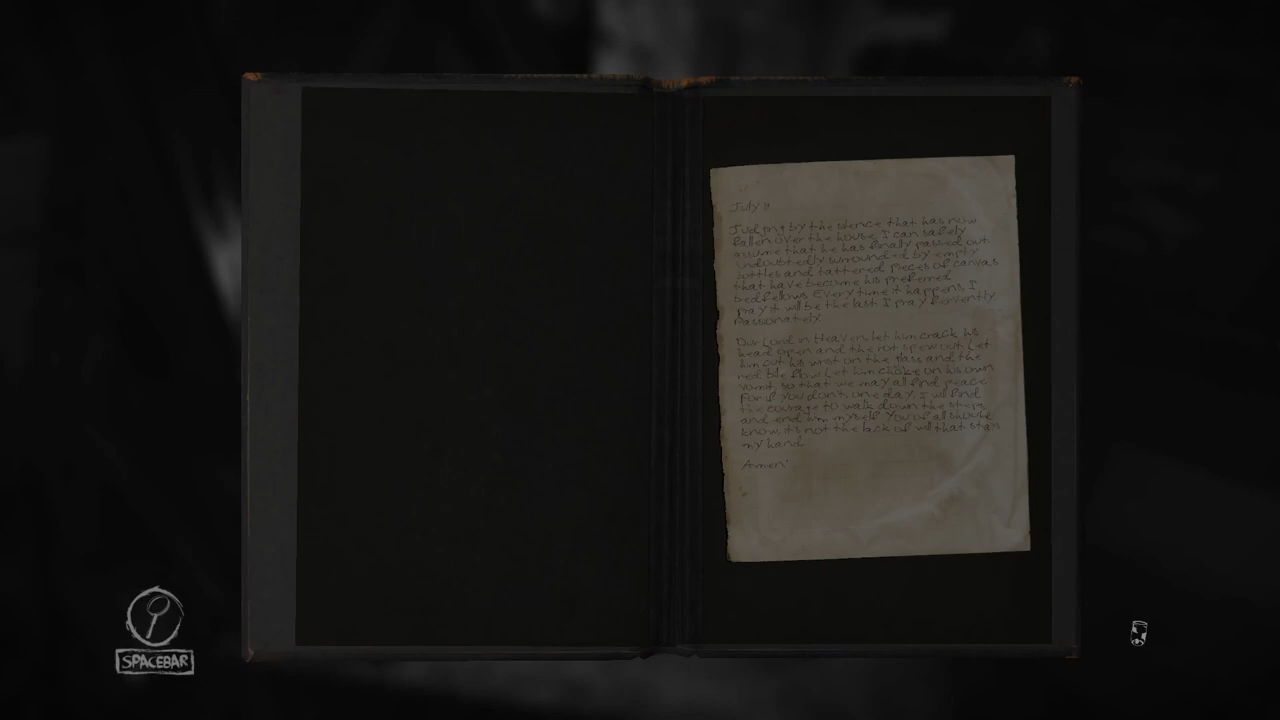 July 11
Judging by the silence that has now
fallen over the house, I can safely
assume that he has finally passed out.
Undoubtedly surrounded by empty
bottles and tattered pieces of canvas
that have become his preferred
bedfellows. Every time it happens, I
pray it will be the last. I pray fervently.
Passionately.
Our Lord in Heaven, let him crack his
head open and the rot spew out. Let
him cut his wrist on the glass and the
red bile flow. Let him choke on his own
vomit, so that we may all find peace
For if You don't, one day, I will find
the courage to walk down the steps
and end him myself. You of all should
know, it's not the lack of will that stays
my hand.
Amen
SPACEBAR